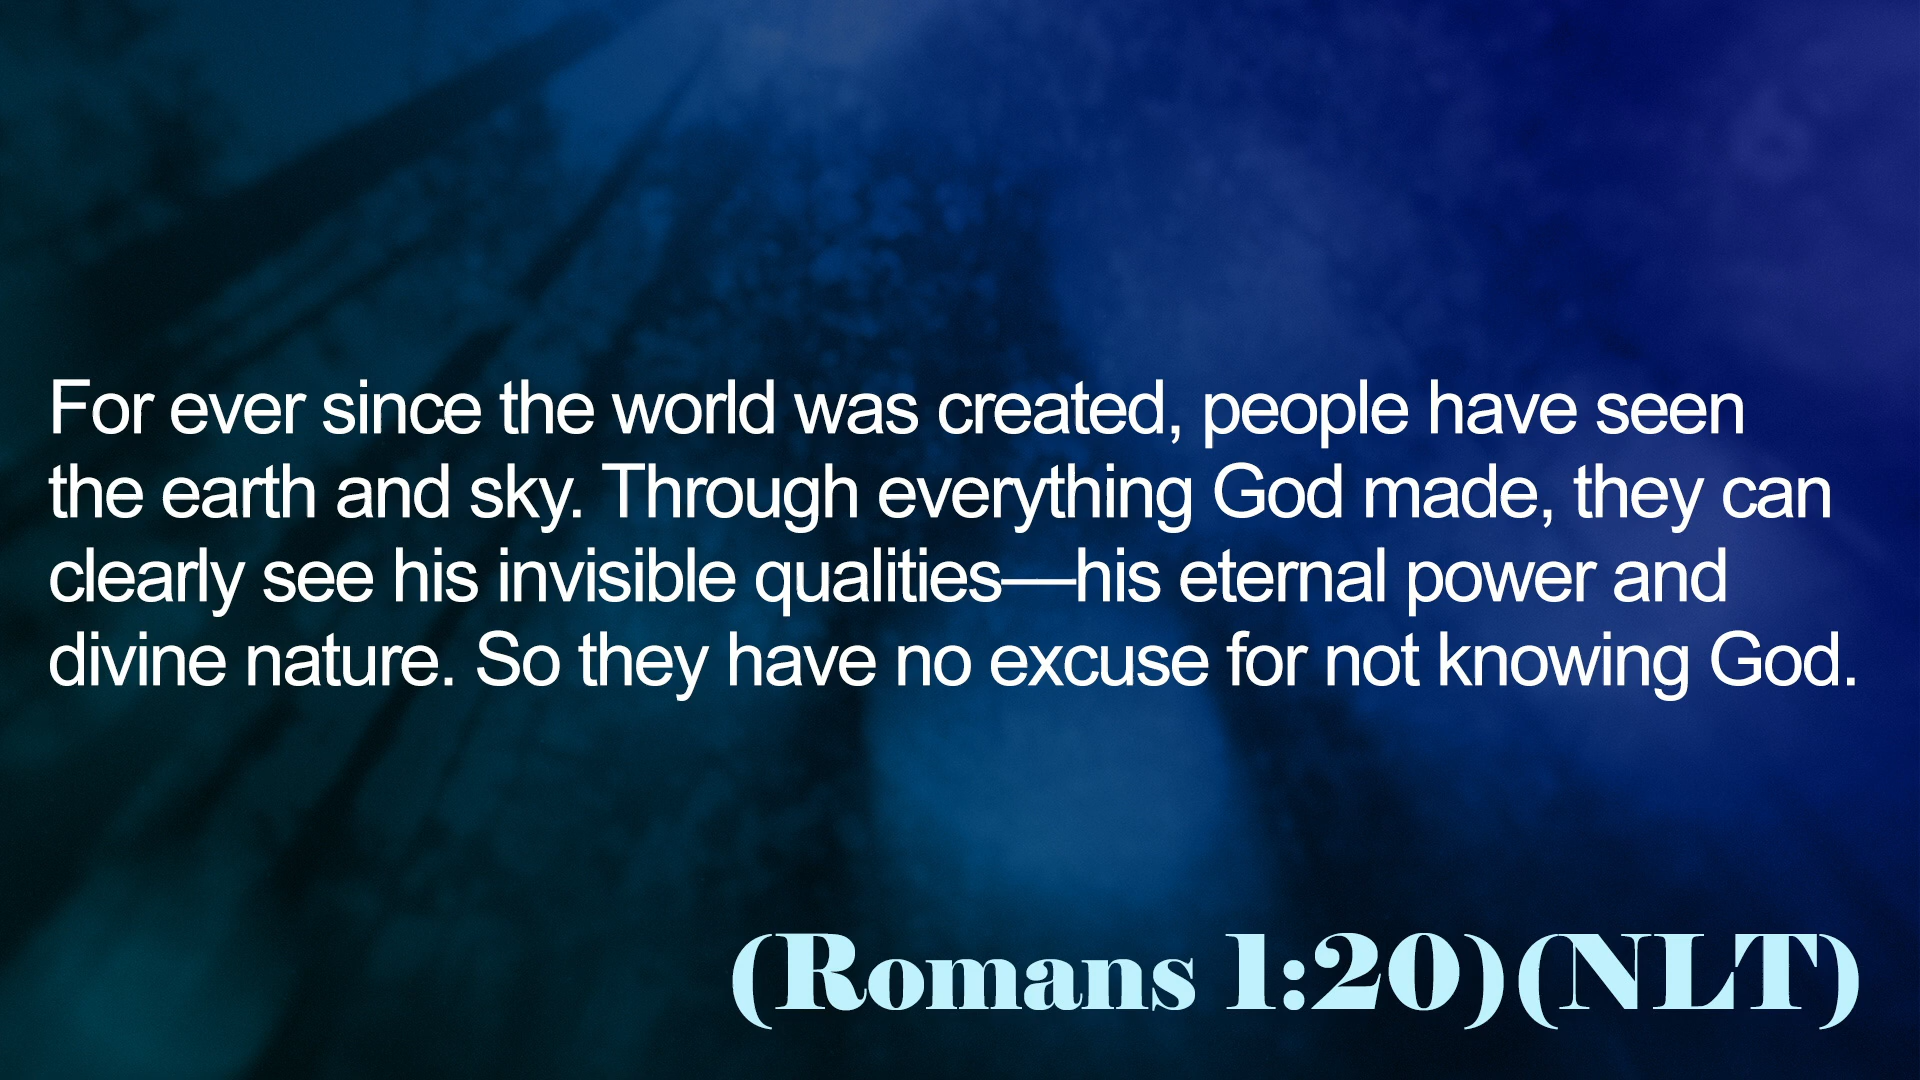 For ever since the world was created, people have seen
the earth and sky. Through everything God made, they can
clearly see his invisible qualities—his eternal power and
divine nature. So they have no excuse for not knowing God.
(Romans 1:20)(NLT)